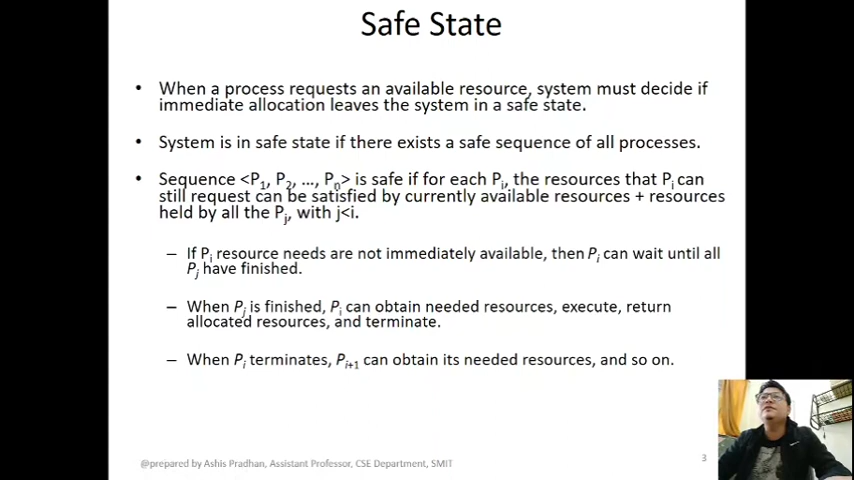 Safe State
• When a process requests an available resource, system must decide if
immediate allocation leaves the system in a safe state.
• System is in safe state if there exists a safe sequence of all processes.
• Sequence <P1, P2, …, Pn> is safe if for each Pi, the resources that Pi can
still request can be satisfied by currently available resources + resources
held by all the Pj, with j<i.
– If Pi resource needs are not immediately available, then Pi can wait until all
Pj have finished.
– When Pj is finished, Pi can obtain needed resources, execute, return
allocated resources, and terminate.
– When Pi terminates, Pi+1 can obtain its needed resources, and so on.
@prepared by Ashis Pradhan, Assistant Professor, CSE Department, SMIT
3